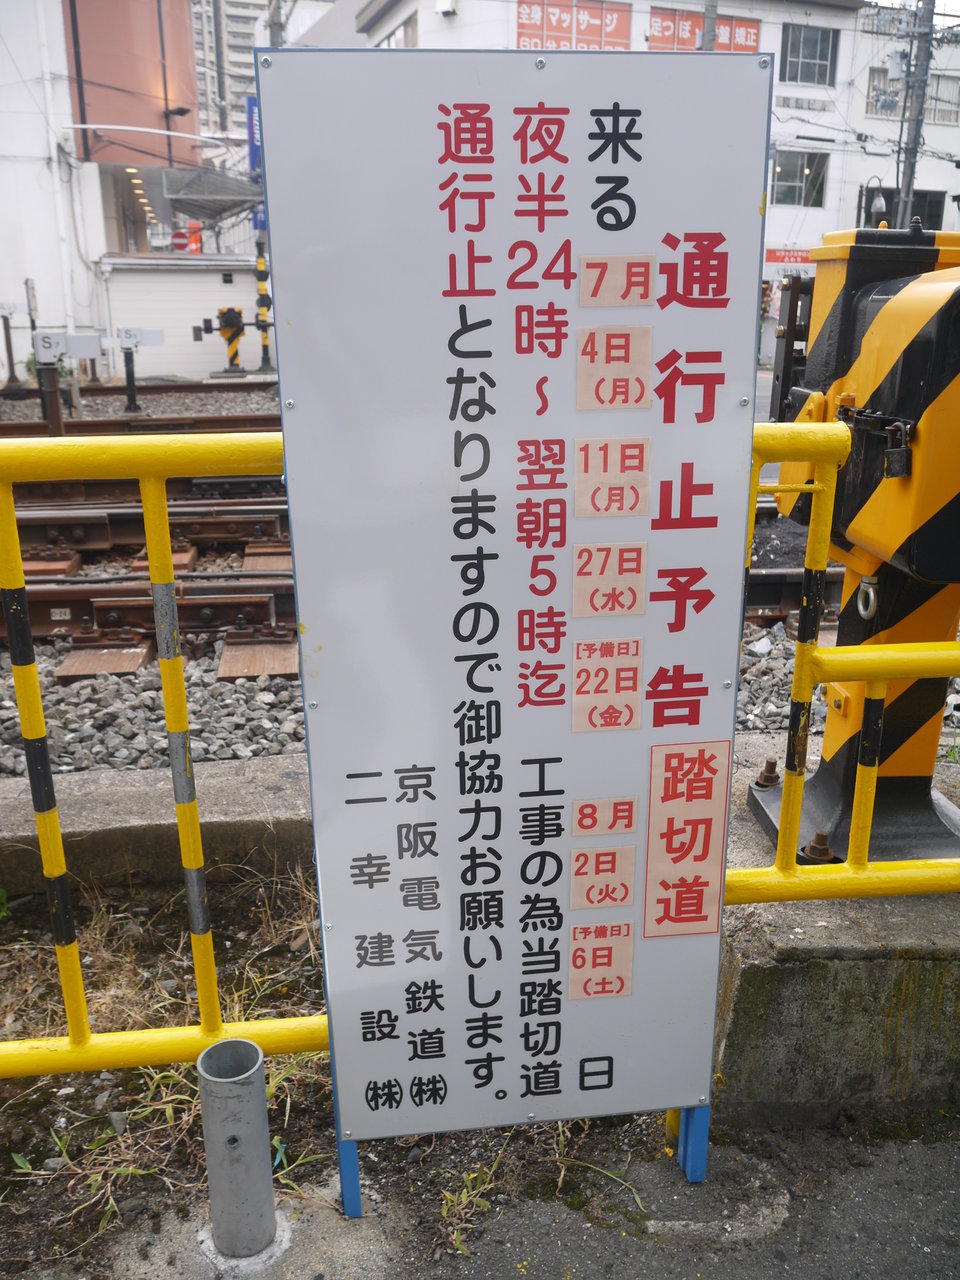 通行止予告
踏切道
来る
7月
4日
(月)
11日
(月)
27日
(水)
[予備日]
22日
(金)
8月
2日
(火)
[予備日]
6日
(土)
日
夜半24時～翌朝5時迄
工事の為当踏切道
通行止となりますので御協力お願いします。
京阪電気鉄道㈱
二幸建設㈱
全身マッサージ
足つぼ
矯正
S7